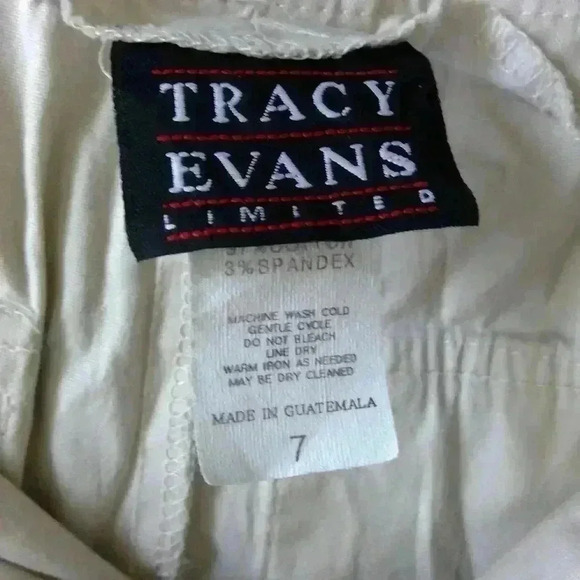 TRACY
EVANS
LIMITED
3% SPANDEX
MACHINE WASH COLD
GENTLE CYCLE
DO NOT BLEACH
LINE DRY
WARM IRON AS NEEDED
MAY BE DRY CLEANED
MADE IN GUATEMALA
7